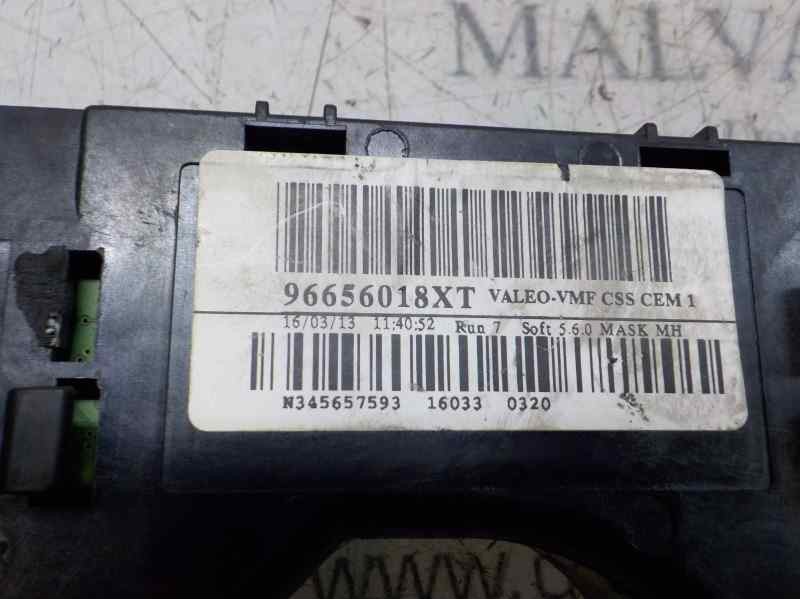 MALVA
96656018XT VALEO-VMF CSS CEM 1
16/03/13 11:40:52 Run 7 Soft 5.6.0 MASK MH
N345657593 16033 0320